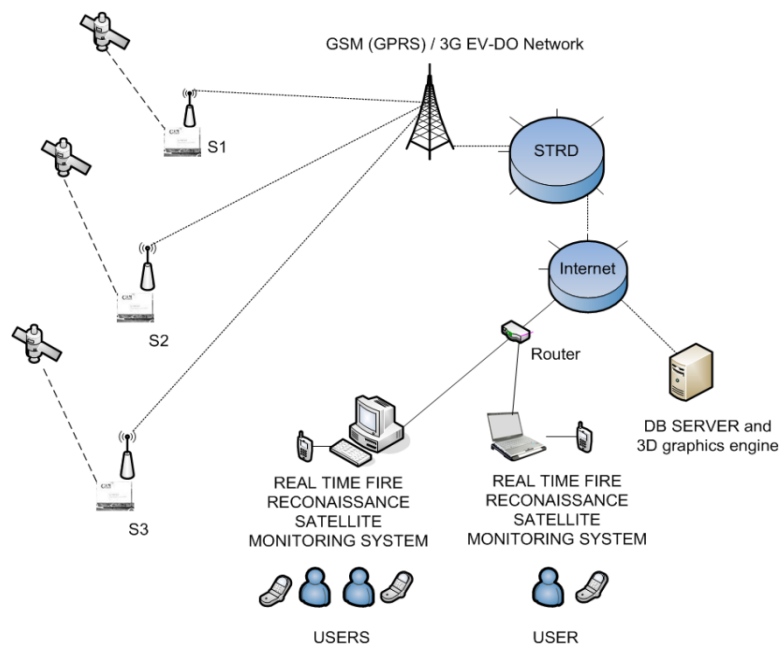 GSM (GPRS) / 3G EV-DO Network
S1
STRD
S2
Internet
Router
S3
DB SERVER and
3D graphics engine
REAL TIME FIRE
RECONAISSANCE
SATELLITE
MONITORING SYSTEM
REAL TIME FIRE
RECONAISSANCE
SATELLITE
MONITORING SYSTEM
USERS
USER